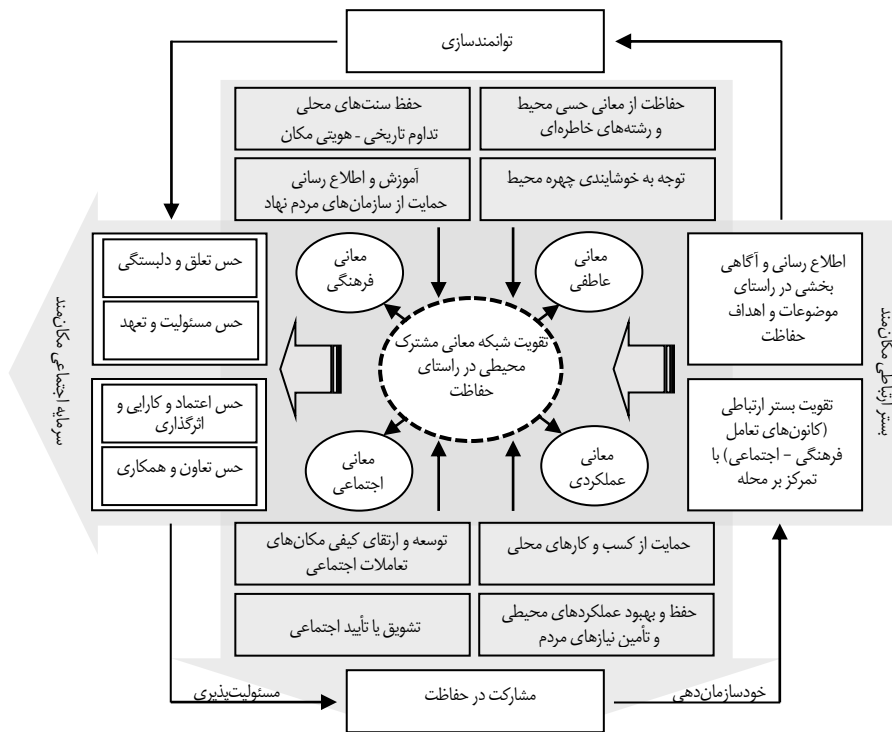 توانمندسازی
حفاظت از معانی حسی محیط
و رشته‌های خاطره‌ای
حفظ سنت‌های محلی
تداوم تاریخی - هویتی مکان
توجه به خوشایندی چهره محیط
آموزش و اطلاع رسانی
حمایت از سازمان‌های مردم نهاد
بستر ارتباطی مکان‌مند
اطلاع رسانی و آگاهی
بخشی در راستای
موضوعات و اهداف
حفاظت
تقویت بستر ارتباطی
(کانون‌های تعامل
فرهنگی - اجتماعی) با
تمرکز بر محله
معانی
عاطفی
معانی
فرهنگی
تقویت شبکه معانی مشترک
محیطی در راستای
حفاظت
معانی
عملکردی
معانی
اجتماعی
حس تعلق و دلبستگی
حس مسئولیت و تعهد
حس اعتماد و کارایی و
اثرگذاری
حس تعاون و همکاری
سرمایه اجتماعی مکان‌مند
حمایت از کسب و کارهای محلی
توسعه و ارتقای کیفی مکان‌های
تعاملات اجتماعی
حفظ و بهبود عملکردهای محیطی
و تأمین نیازهای مردم
تشویق یا تأیید اجتماعی
خودسازمان‌دهی
مشارکت در حفاظت
مسئولیت‌پذیری